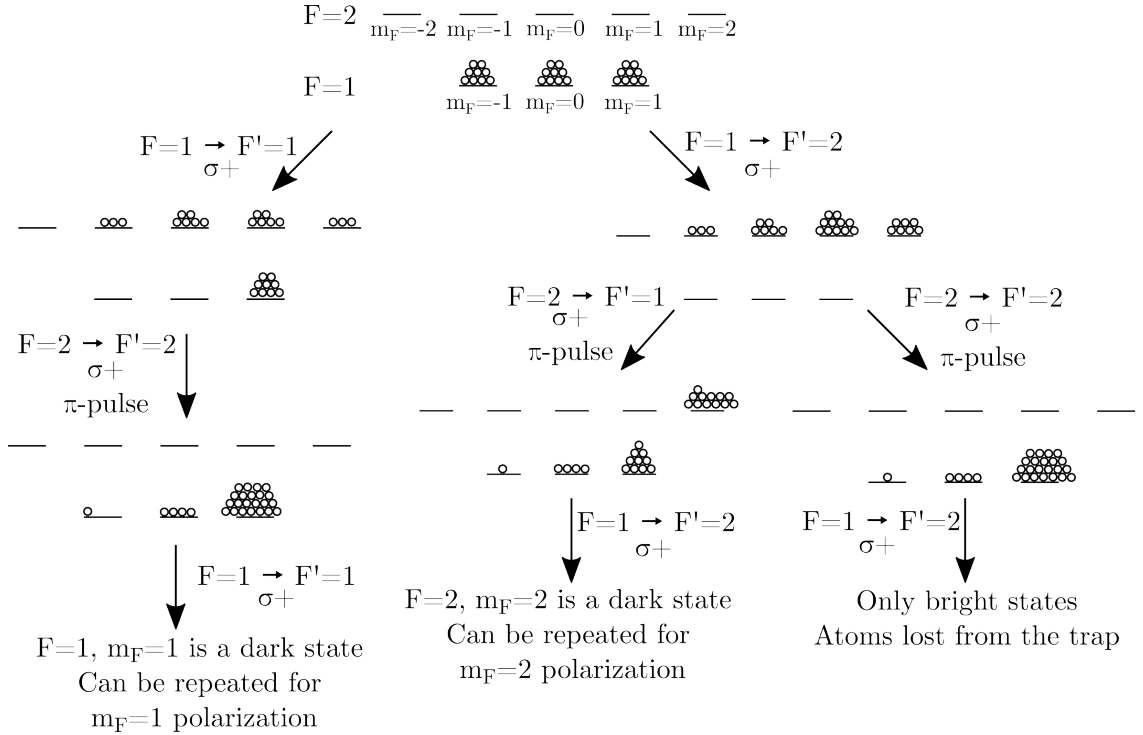 F=2
m_F=-2 m_F=-1 m_F=0 m_F=1 m_F=2
F=1
m_F=-1 m_F=0 m_F=1
F=1 → F'=1
σ+
F=1 → F'=2
σ+
F=2 → F'=2
σ+
π-pulse
F=2 → F'=1
σ+
π-pulse
F=2 → F'=2
σ+
π-pulse
F=1 → F'=1
σ+
F=1, m_F=1 is a dark state
Can be repeated for
m_F=1 polarization
F=1 → F'=2
σ+
F=2, m_F=2 is a dark state
Can be repeated for
m_F=2 polarization
F=1 → F'=2
σ+
Only bright states
Atoms lost from the trap